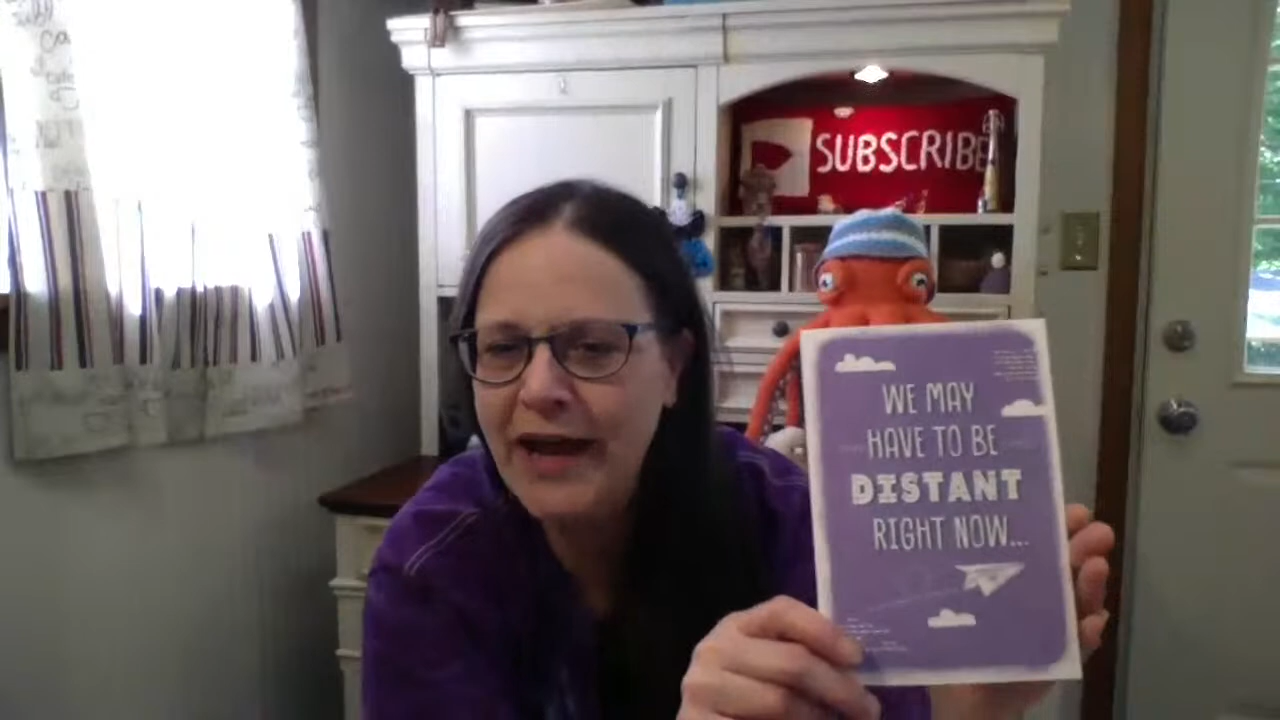 SUBSCRIBE
WE MAY
HAVE TO BE
DISTANT
RIGHT NOW...